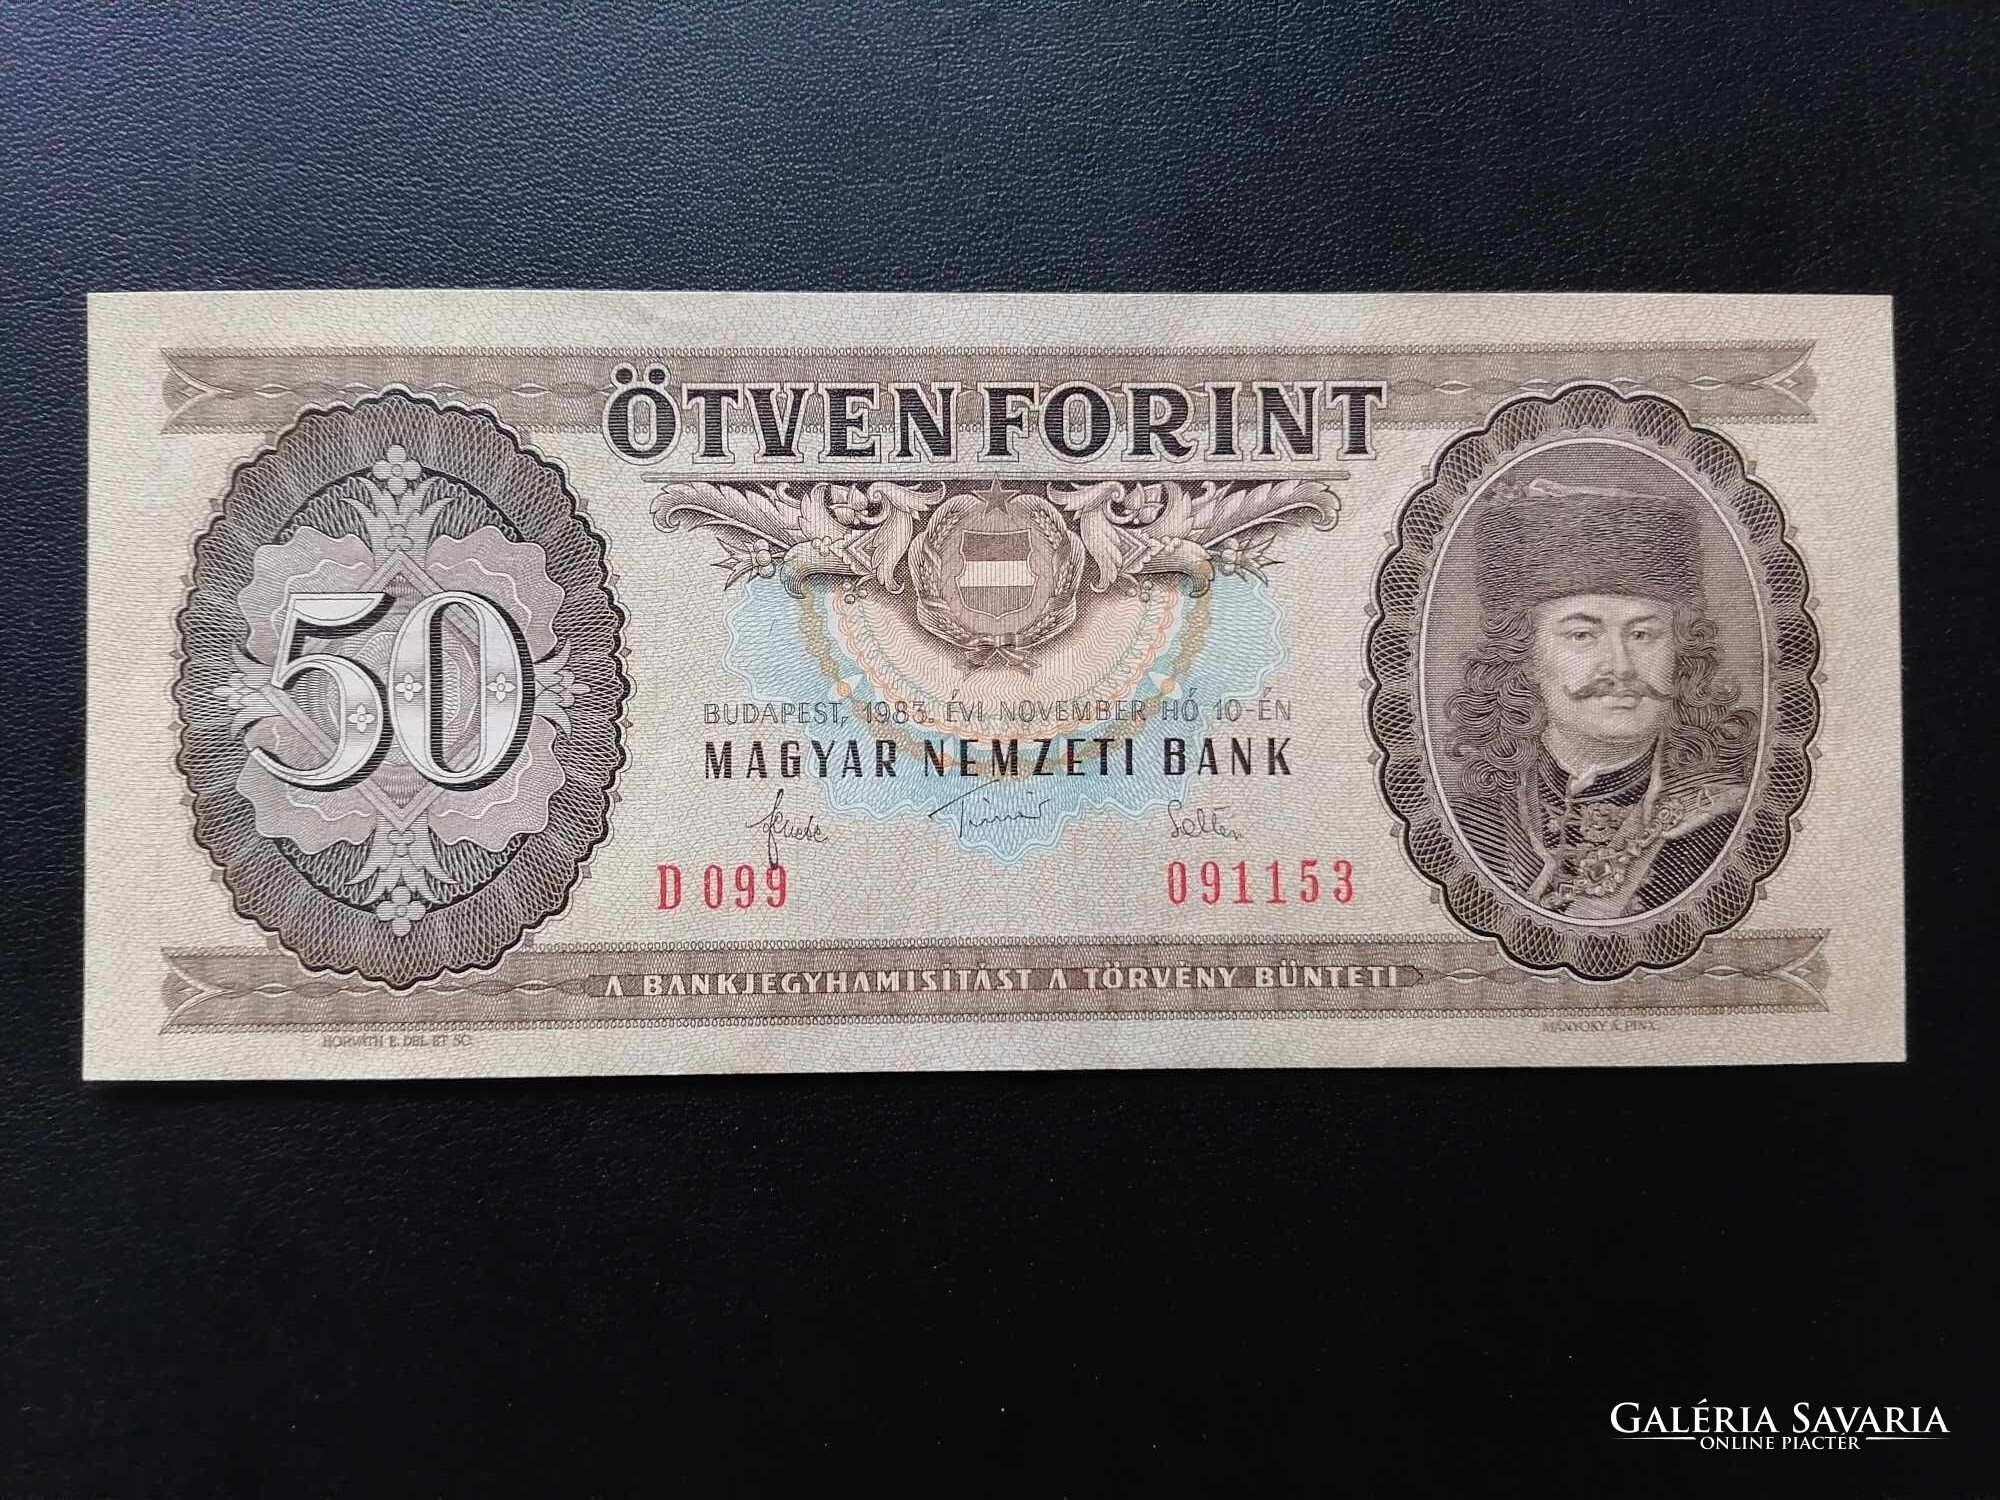 ÖTVEN FORINT
50
BUDAPEST, 1983. ÉVI NOVEMBER HÓ 10-ÉN
MAGYAR NEMZETI BANK
D 099 091153
A BANKJEGYHAMISÍTÁST A TÖRVÉNY BÜNTETI
HORVÁTH E. DEL ET SC. MÁNYOKY Á. PINX.
GALÉRIA SAVARIA
ONLINE PIACTÉR